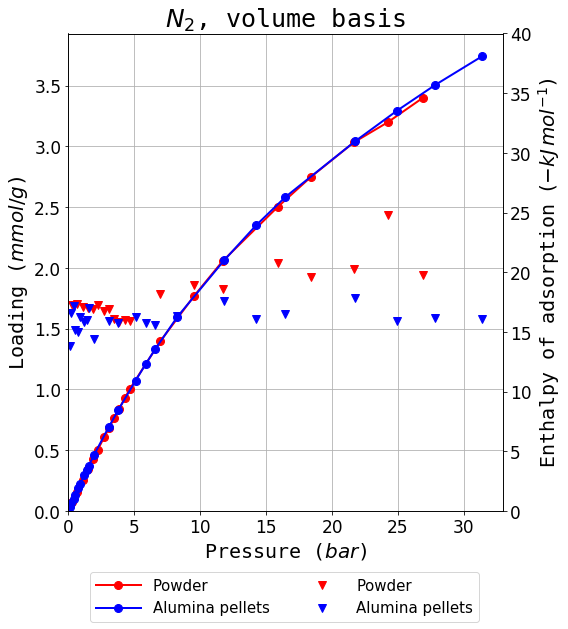 N₂, volume basis
Loading (mmol/g)
3.5
3.0
2.5
2.0
1.5
1.0
0.5
0.0
40
35
30
25
20
15
10
5
0
Enthalpy of adsorption (−kJ mol⁻¹)
0 5 10 15 20 25 30
Pressure (bar)
Powder Powder
Alumina pellets Alumina pellets